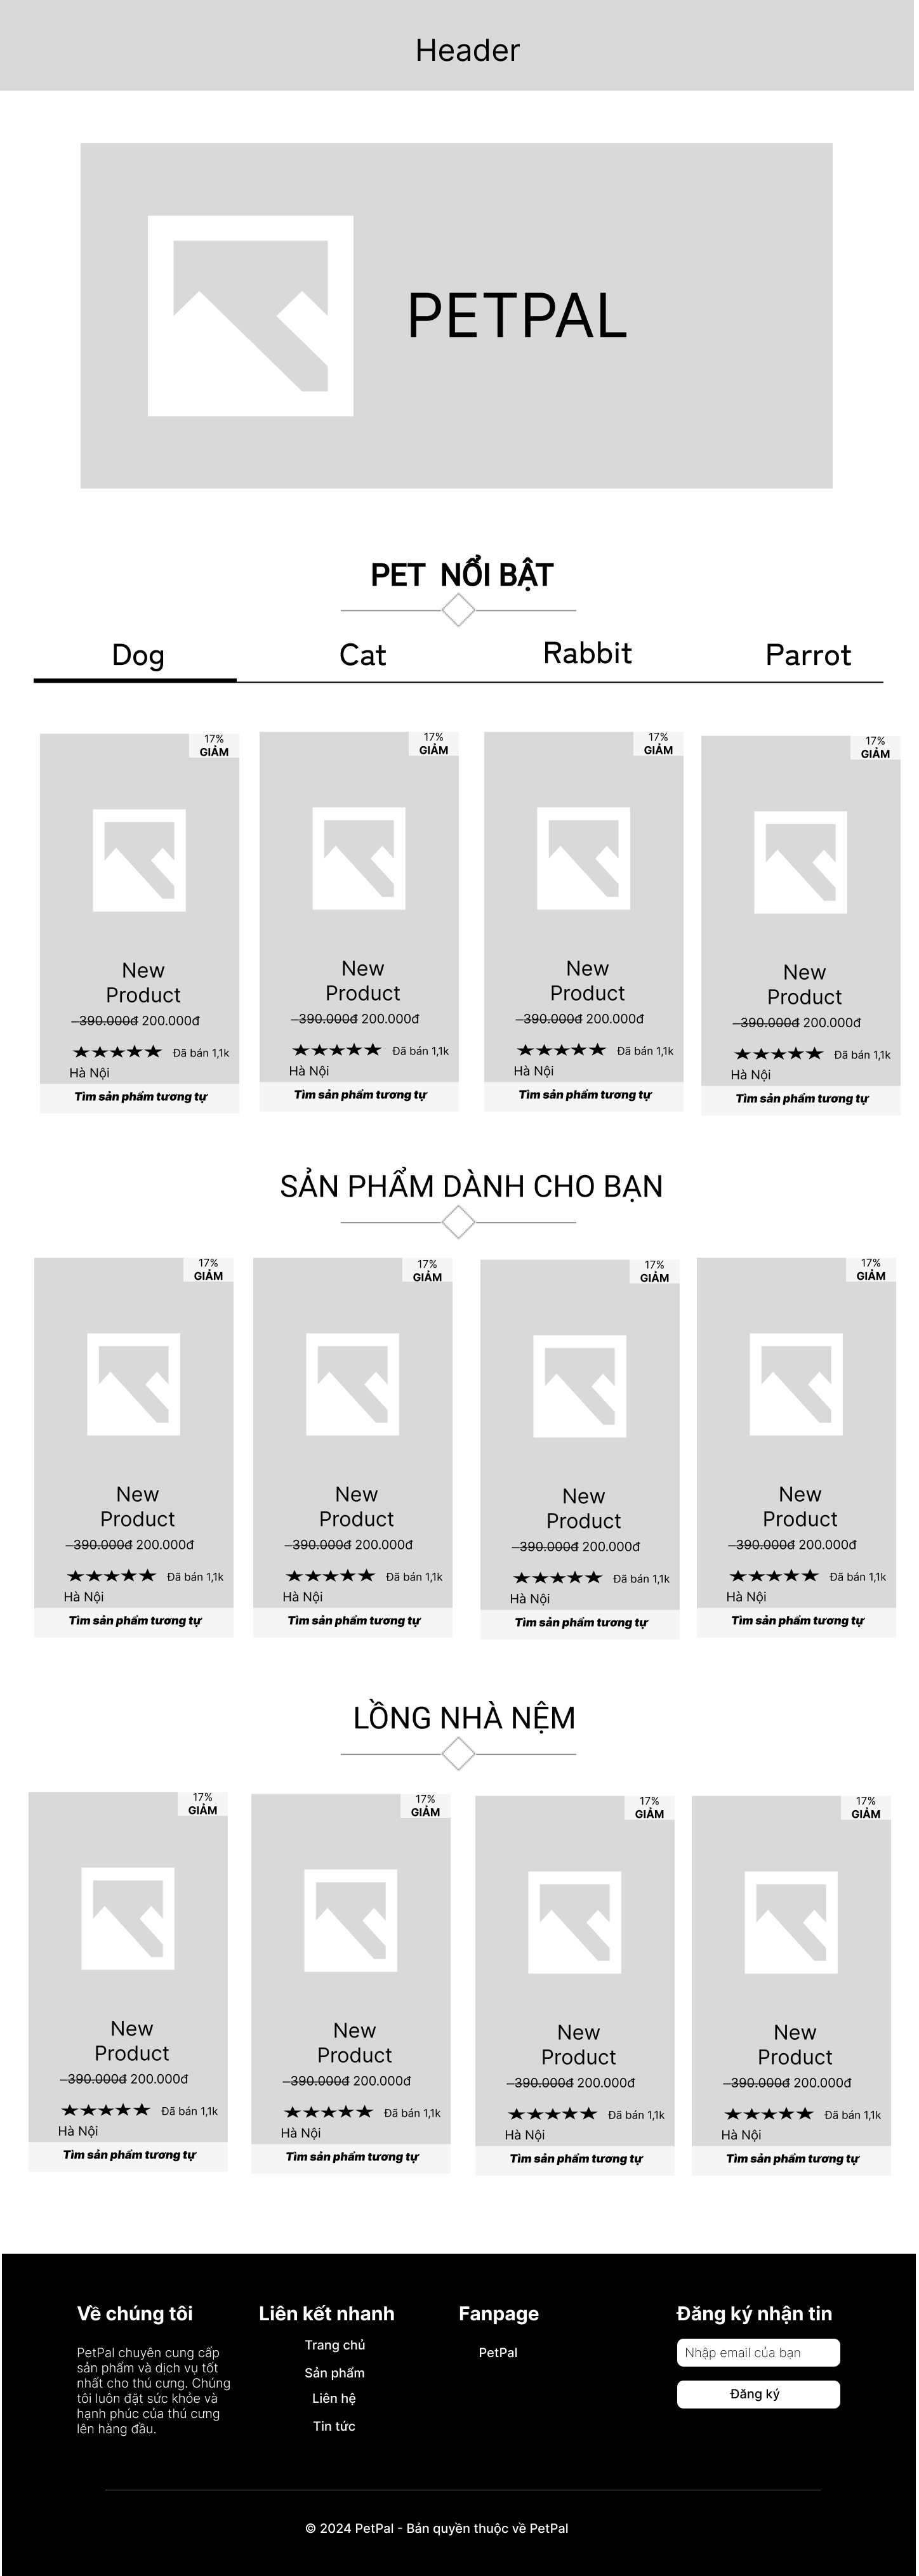 Header
PETPAL
PET NỔI BẬT
Dog Cat Rabbit Parrot
17%
GIẢM
New
Product
390.000đ 200.000đ
★★★★★ Đã bán 1,1k
Hà Nội
Tìm sản phẩm tương tự
17%
GIẢM
New
Product
390.000đ 200.000đ
★★★★★ Đã bán 1,1k
Hà Nội
Tìm sản phẩm tương tự
17%
GIẢM
New
Product
390.000đ 200.000đ
★★★★★ Đã bán 1,1k
Hà Nội
Tìm sản phẩm tương tự
17%
GIẢM
New
Product
390.000đ 200.000đ
★★★★★ Đã bán 1,1k
Hà Nội
Tìm sản phẩm tương tự
SẢN PHẨM DÀNH CHO BẠN
17%
GIẢM
New
Product
390.000đ 200.000đ
★★★★★ Đã bán 1,1k
Hà Nội
Tìm sản phẩm tương tự
17%
GIẢM
New
Product
390.000đ 200.000đ
★★★★★ Đã bán 1,1k
Hà Nội
Tìm sản phẩm tương tự
17%
GIẢM
New
Product
390.000đ 200.000đ
★★★★★ Đã bán 1,1k
Hà Nội
Tìm sản phẩm tương tự
17%
GIẢM
New
Product
390.000đ 200.000đ
★★★★★ Đã bán 1,1k
Hà Nội
Tìm sản phẩm tương tự
LỒNG NHÀ NỆM
17%
GIẢM
New
Product
390.000đ 200.000đ
★★★★★ Đã bán 1,1k
Hà Nội
Tìm sản phẩm tương tự
17%
GIẢM
New
Product
390.000đ 200.000đ
★★★★★ Đã bán 1,1k
Hà Nội
Tìm sản phẩm tương tự
17%
GIẢM
New
Product
390.000đ 200.000đ
★★★★★ Đã bán 1,1k
Hà Nội
Tìm sản phẩm tương tự
17%
GIẢM
New
Product
390.000đ 200.000đ
★★★★★ Đã bán 1,1k
Hà Nội
Tìm sản phẩm tương tự
Về chúng tôi
PetPal chuyên cung cấp
sản phẩm và dịch vụ tốt
nhất cho thú cưng. Chúng
tôi luôn đặt sức khỏe và
hạnh phúc của thú cưng
lên hàng đầu.
Liên kết nhanh
Trang chủ
Sản phẩm
Liên hệ
Tin tức
Fanpage
PetPal
Đăng ký nhận tin
Nhập email của bạn
Đăng ký
© 2024 PetPal - Bản quyền thuộc về PetPal